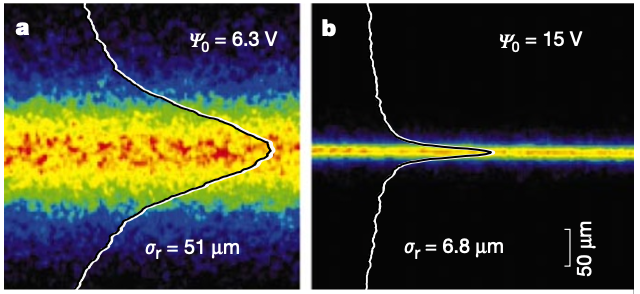 a
Ψ₀ = 6.3 V
σᵣ = 51 μm
b
Ψ₀ = 15 V
σᵣ = 6.8 μm
50 μm